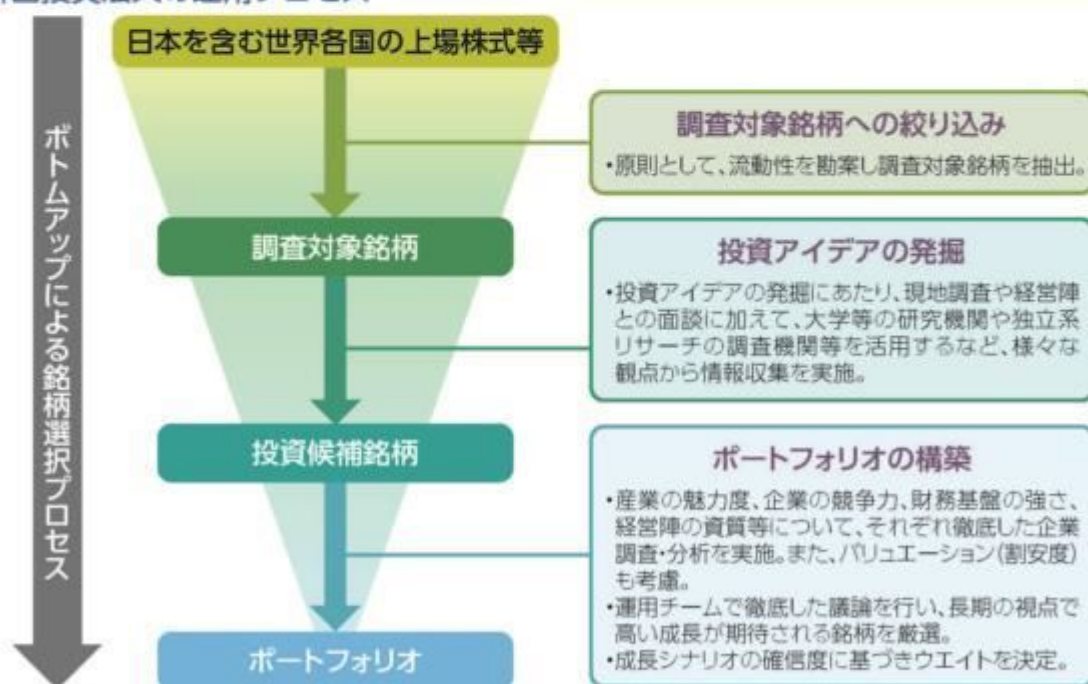 投資法人の運用プロセス
日本を含む世界各国の上場株式等
ボトムアップによる銘柄選択プロセス
調査対象銘柄への絞り込み
・原則として、流動性を勘案し調査対象銘柄を抽出。
調査対象銘柄
投資アイデアの発掘
・投資アイデアの発掘にあたり、現地調査や経営陣
との面談に加えて、大学等の研究機関や独立系
リサーチの調査機関等を活用するなど、様々な
観点から情報収集を実施。
投資候補銘柄
ポートフォリオの構築
・産業の魅力度、企業の競争力、財務基盤の強さ、
経営陣の資質等について、それぞれ徹底した企業
調査・分析を実施。また、バリュエーション(割安度)
も考慮。
・運用チームで徹底した議論を行い、長期の視点で
高い成長が期待される銘柄を厳選。
・成長シナリオの確信度に基づきウエイトを決定。
ポートフォリオ